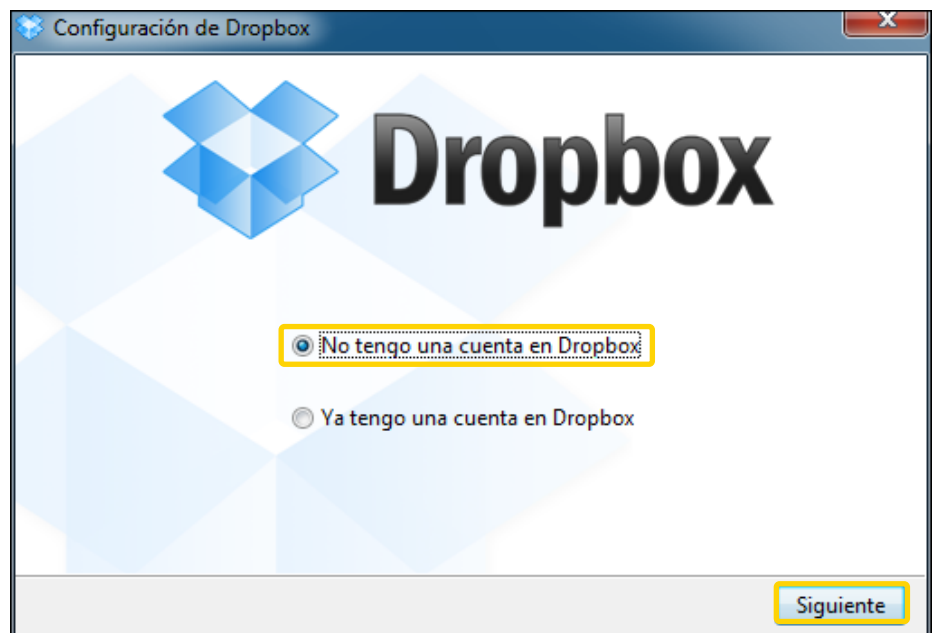 Configuración de Dropbox
Dropbox
No tengo una cuenta en Dropbox
Ya tengo una cuenta en Dropbox
Siguiente